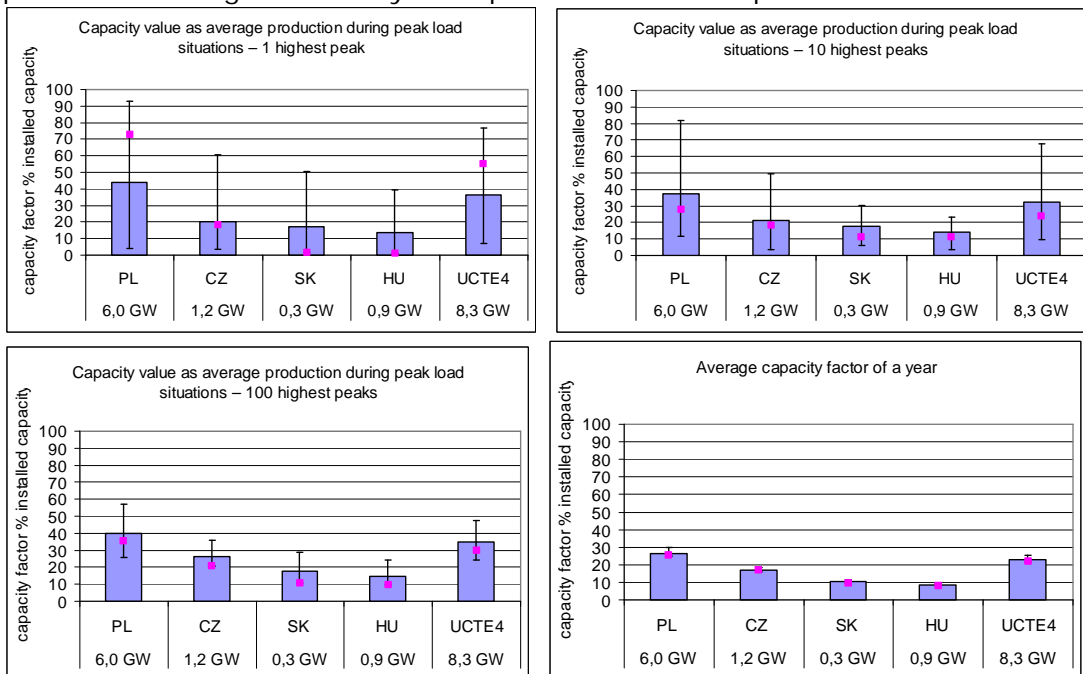 Capacity value as average production during peak load
situations – 1 highest peak
capacity factor % installed capacity
100
90
80
70
60
50
40
30
20
10
0
PL CZ SK HU UCTE4
6,0 GW 1,2 GW 0,3 GW 0,9 GW 8,3 GW
Capacity value as average production during peak load
situations – 10 highest peaks
capacity factor % installed capacity
100
90
80
70
60
50
40
30
20
10
0
PL CZ SK HU UCTE4
6,0 GW 1,2 GW 0,3 GW 0,9 GW 8,3 GW
Capacity value as average production during peak load
situations – 100 highest peaks
capacity factor % installed capacity
100
90
80
70
60
50
40
30
20
10
0
PL CZ SK HU UCTE4
6,0 GW 1,2 GW 0,3 GW 0,9 GW 8,3 GW
Average capacity factor of a year
capacity factor % installed capacity
100
90
80
70
60
50
40
30
20
10
0
PL CZ SK HU UCTE4
6,0 GW 1,2 GW 0,3 GW 0,9 GW 8,3 GW